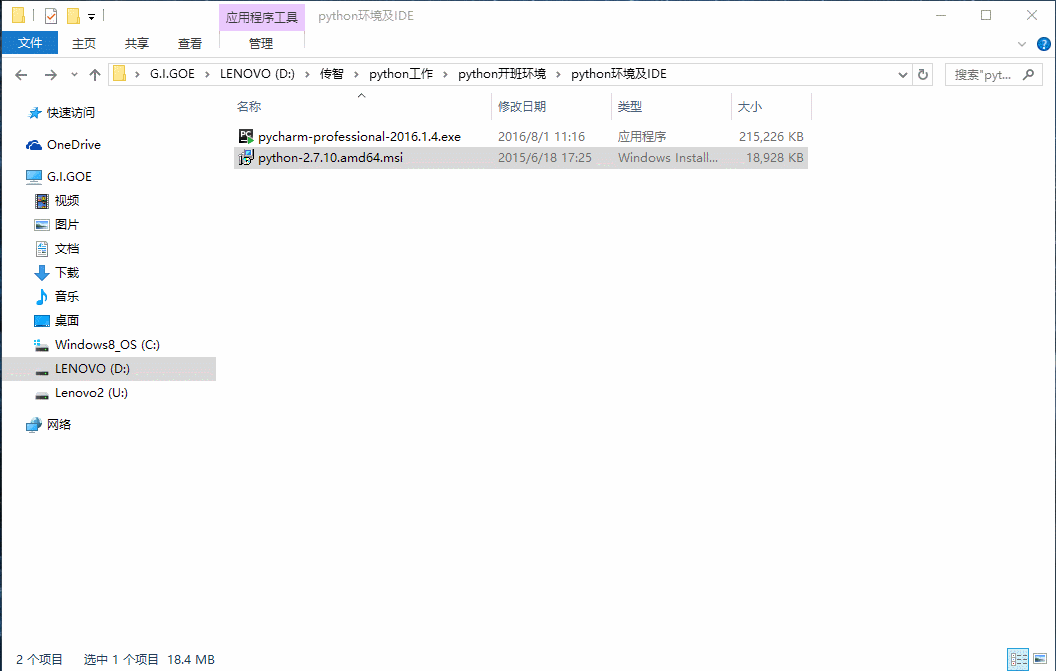 应用程序工具 python环境及IDE
文件 主页 共享 查看 管理
G.I.GOE LENOVO (D:) 传智 python工作 python开班环境 python环境及IDE 搜索"pyt...
名称 修改日期 类型 大小
pycharm-professional-2016.1.4.exe 2016/8/1 11:16 应用程序 215,226 KB
python-2.7.10.amd64.msi 2015/6/18 17:25 Windows Install... 18,928 KB
快速访问
OneDrive
G.I.GOE
视频
图片
文档
下载
音乐
桌面
Windows8_OS (C:)
LENOVO (D:)
Lenovo2 (U:)
网络
2 个项目 选中 1 个项目 18.4 MB